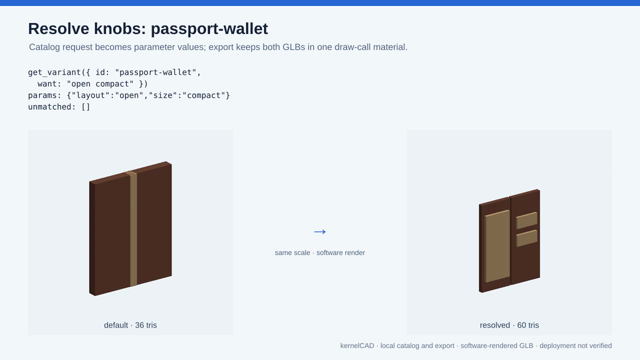 Resolve knobs: passport-wallet
Catalog request becomes parameter values; export keeps both GLBs in one draw-call material.
get_variant({ id: "passport-wallet",
  want: "open compact" })
params: {"layout":"open","size":"compact"}
unmatched: []
→
same scale · software render
default · 36 tris
resolved · 60 tris
kernelCAD · local catalog and export · software-rendered GLB · deployment not verified